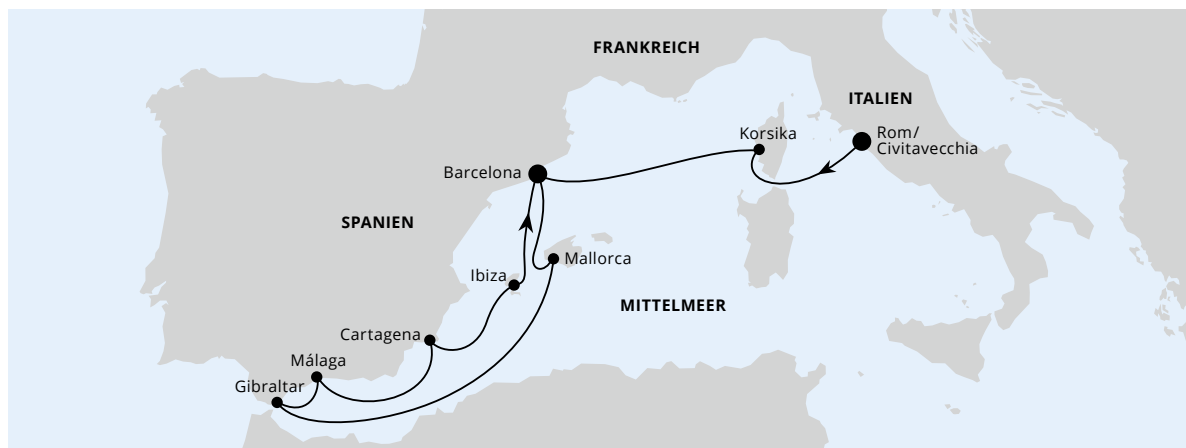 FRANKREICH
ITALIEN
Korsika
Rom/
Civitavecchia
Barcelona
SPANIEN
Mallorca
Ibiza
MITTELMEER
Cartagena
Málaga
Gibraltar